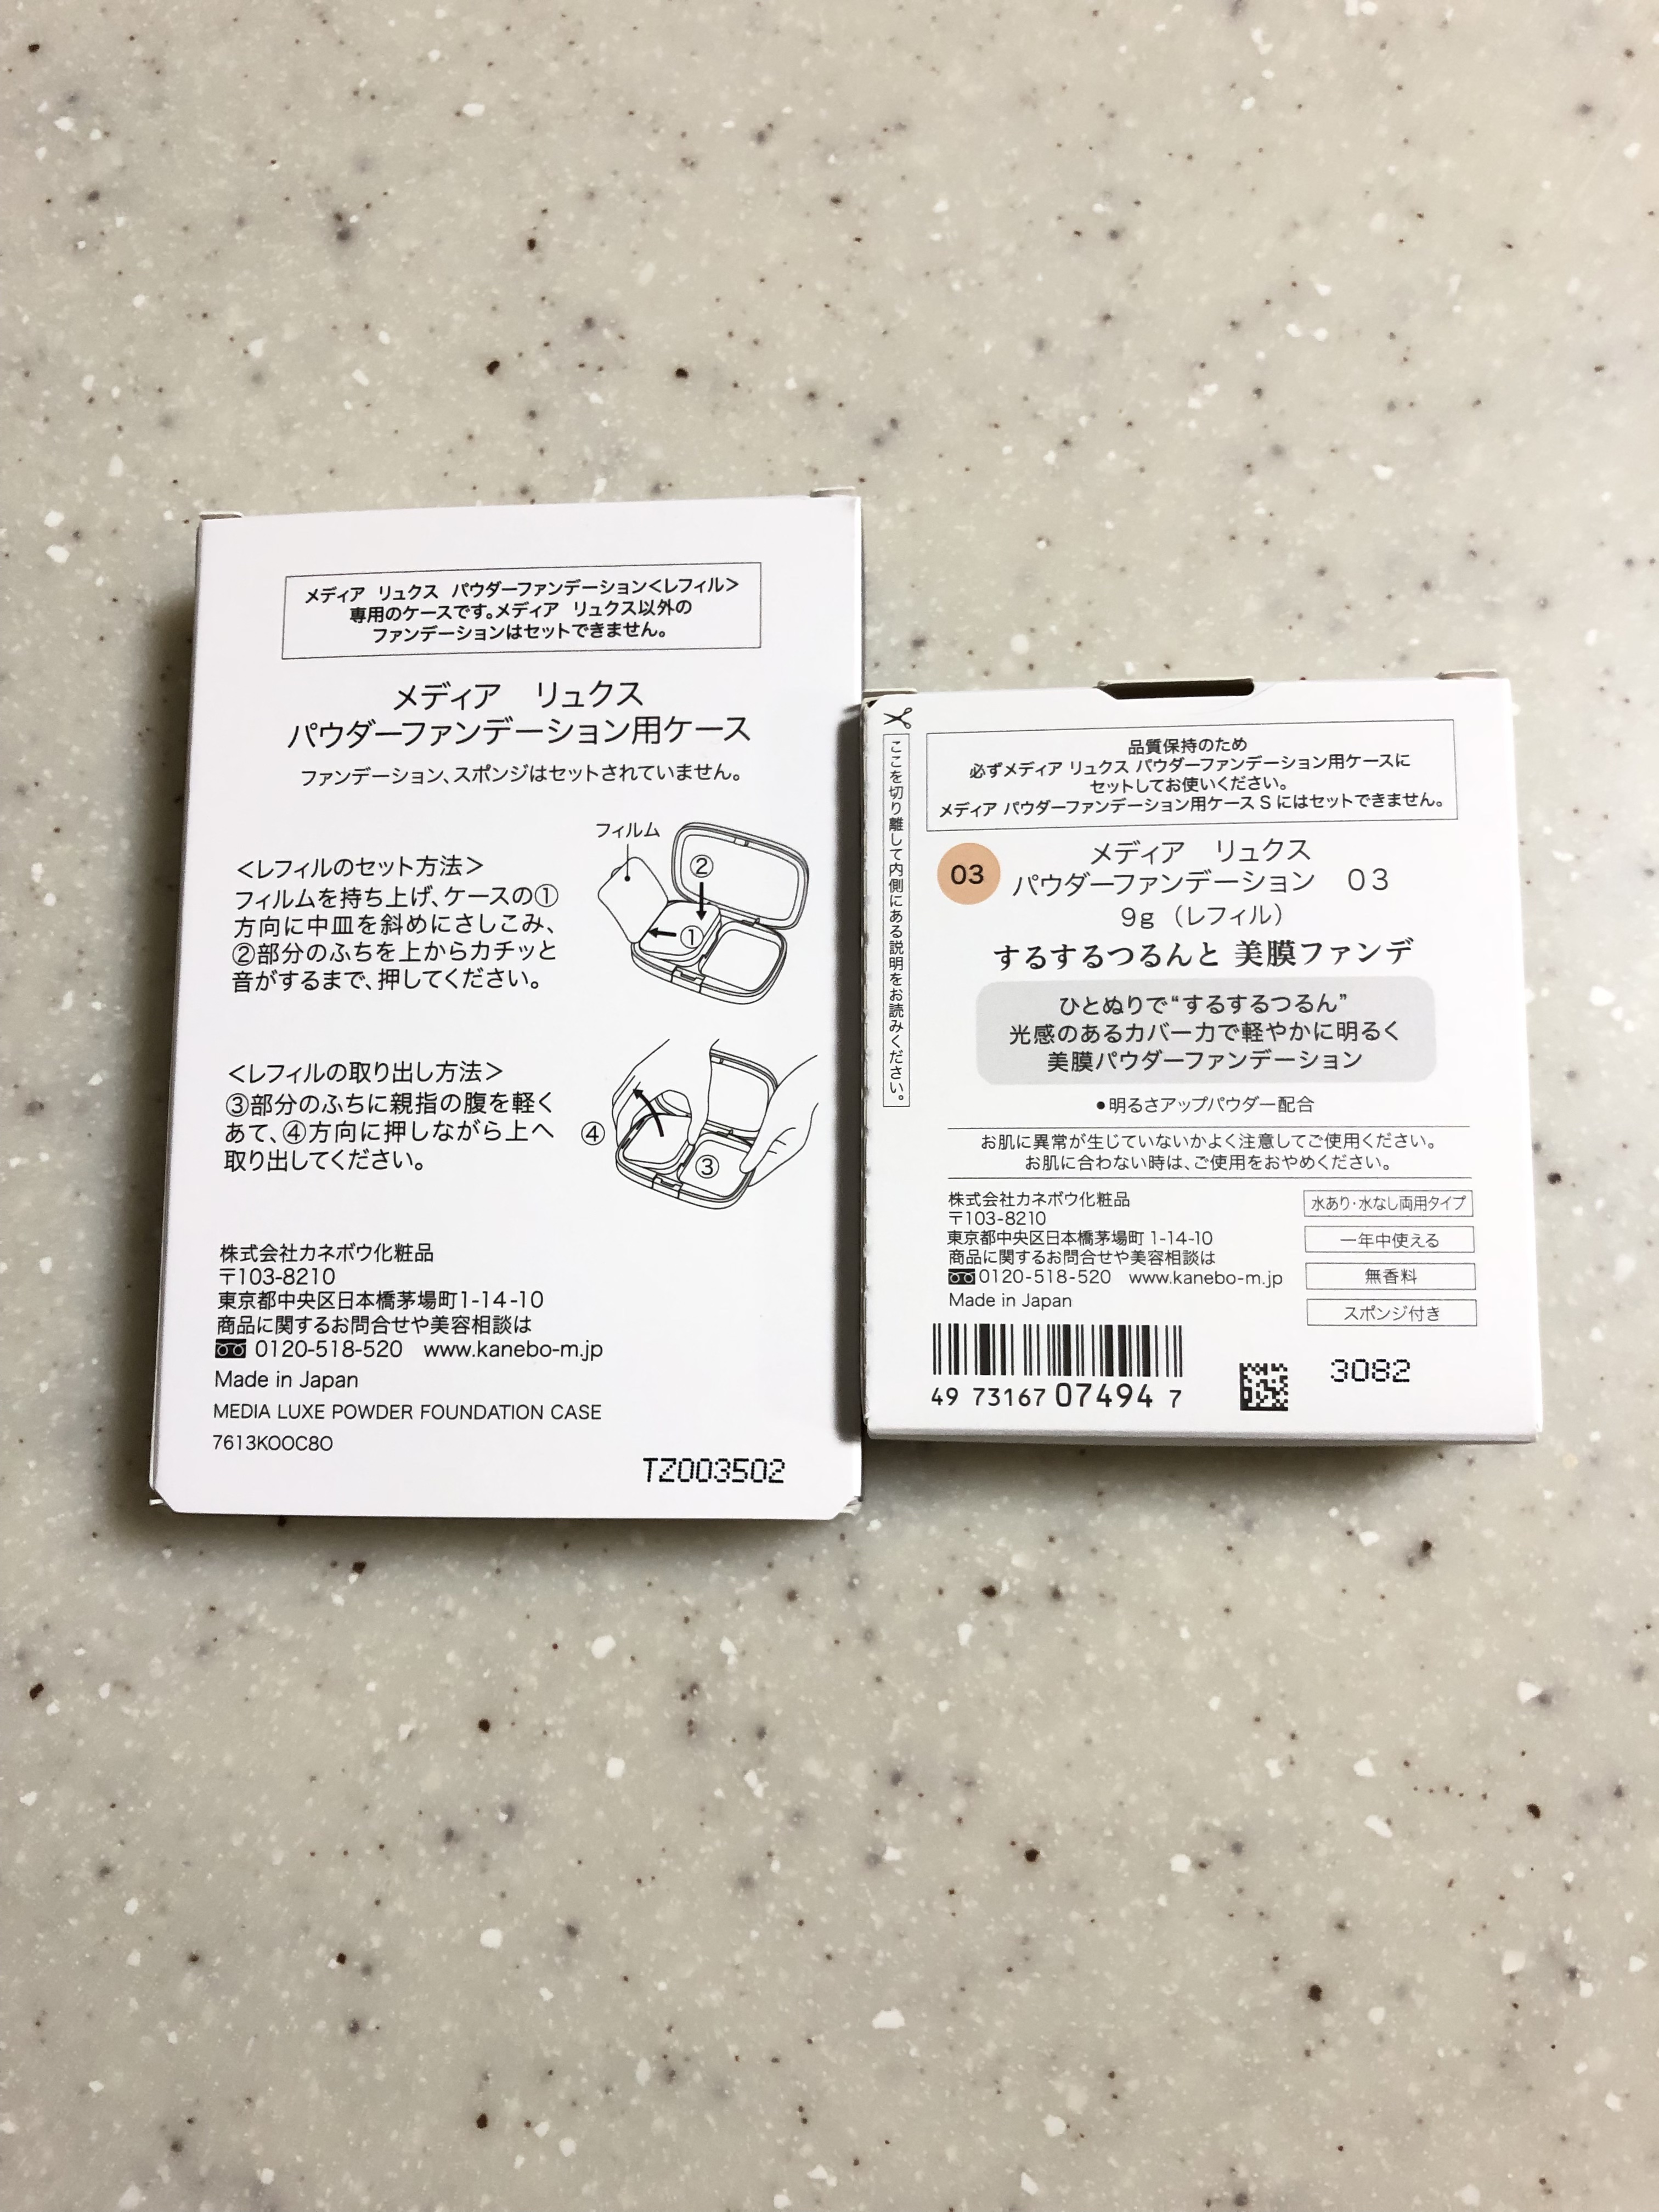 メディア リュクス パウダーファンデーション<レフィル>
専用のケースです。メディア リュクス以外の
ファンデーションはセットできません。
メディア リュクス
パウダーファンデーション用ケース
ファンデーション、スポンジはセットされていません。
<レフィルのセット方法>
フィルムを持ち上げ、ケースの①
方向に中皿を斜めにさしこみ、
②部分のふちを上からカチッと
音がするまで、押してください。
フィルム
②
①
<レフィルの取り出し方法>
③部分のふちに親指の腹を軽く
あて、④方向に押しながら上へ
取り出してください。
④
③
株式会社カネボウ化粧品
〒103-8210
東京都中央区日本橋茅場町1-14-10
商品に関するお問合せや美容相談は
0120-518-520 www.kanebo-m.jp
Made in Japan
MEDIA LUXE POWDER FOUNDATION CASE
7613K00C80
TZ003502
ここを切り離して内側にある説明をお読みください。
品質保持のため
必ずメディア リュクス パウダーファンデーション用ケースに
セットしてお使いください。
メディア パウダーファンデーション用ケース S にはセットできません。
03
メディア リュクス
パウダーファンデーション 03
9g (レフィル)
するするつるんと 美膜ファンデ
ひとぬりで“するするつるん”
光感のあるカバー力で軽やかに明るく
美膜パウダーファンデーション
●明るさアップパウダー配合
お肌に異常が生じていないかよく注意してご使用ください。
お肌に合わない時は、ご使用をおやめください。
株式会社カネボウ化粧品
〒103-8210
東京都中央区日本橋茅場町 1-14-10
商品に関するお問合せや美容相談は
0120-518-520 www.kanebo-m.jp
Made in Japan
水あり・水なし両用タイプ
一年中使える
無香料
スポンジ付き
49 73167 07494 7
3082